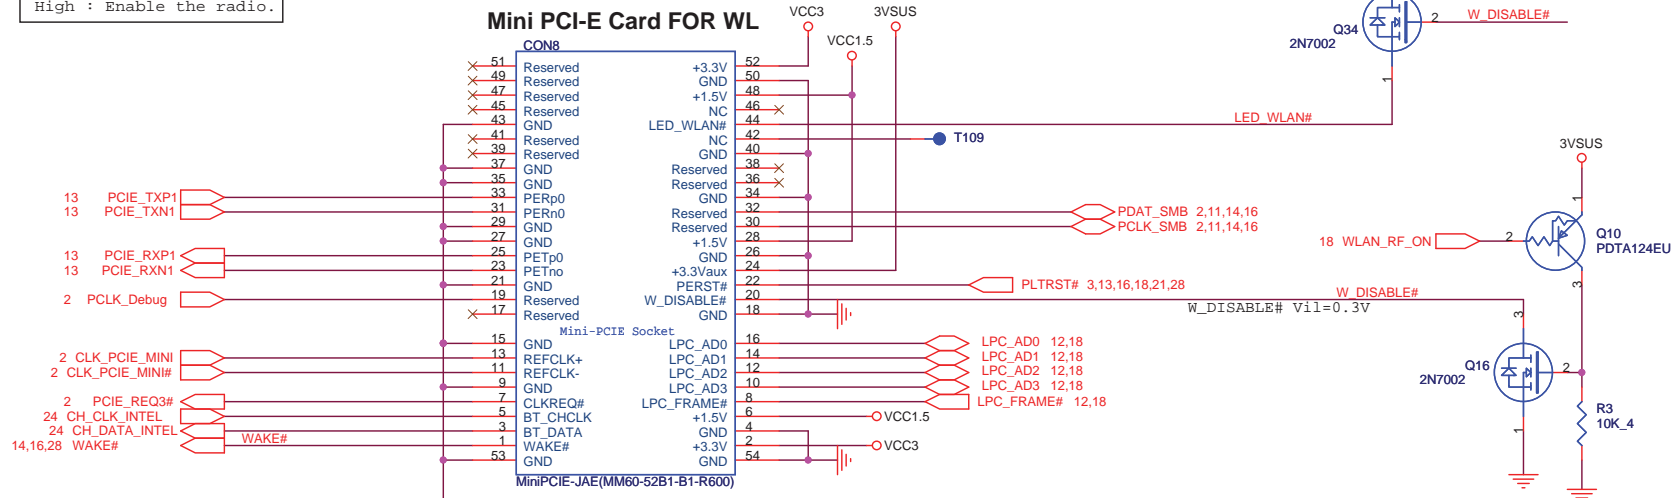 High : Enable the radio.
Mini PCI-E Card FOR WL
VCC3
3VSUS
VCC1.5
CON8
51 Reserved +3.3V 52
49 Reserved GND 50
47 Reserved +1.5V 48
45 Reserved NC 46
43 GND LED_WLAN# 44
41 Reserved NC 42
39 Reserved GND 40
37 GND Reserved 38
35 GND Reserved 36
33 PERp0 GND 34
31 PERn0 Reserved 32
29 GND Reserved 30
27 GND +1.5V 28
25 PETp0 GND 26
23 PETno +3.3Vaux 24
21 GND PERST# 22
19 Reserved W_DISABLE# 20
17 Reserved GND 18
Mini-PCIE Socket
15 GND LPC_AD0 16
13 REFCLK+ LPC_AD1 14
11 REFCLK- LPC_AD2 12
9 GND LPC_AD3 10
7 CLKREQ# LPC_FRAME# 8
5 BT_CHCLK +1.5V 6
3 BT_DATA GND 4
1 WAKE# +3.3V 2
53 GND GND 54
MiniPCIE-JAE(MM60-52B1-B1-R600)
13 PCIE_TXP1
13 PCIE_TXN1
13 PCIE_RXP1
13 PCIE_RXN1
2 PCLK_Debug
2 CLK_PCIE_MINI
2 CLK_PCIE_MINI#
2 PCIE_REQ3#
24 CH_CLK_INTEL
24 CH_DATA_INTEL
14,16,28 WAKE#
WAKE#
T109
PDAT_SMB 2,11,14,16
PCLK_SMB 2,11,14,16
PLTRST# 3,13,16,18,21,28
LPC_AD0 12,18
LPC_AD1 12,18
LPC_AD2 12,18
LPC_AD3 12,18
LPC_FRAME# 12,18
VCC1.5
VCC3
Q34
2N7002
2
W_DISABLE#
1
LED_WLAN#
3VSUS
1
18 WLAN_RF_ON
2
Q10
PDTA124EU
3
W_DISABLE#
W_DISABLE# Vil=0.3V
3
Q16
2N7002
2
1
R3
10K_4